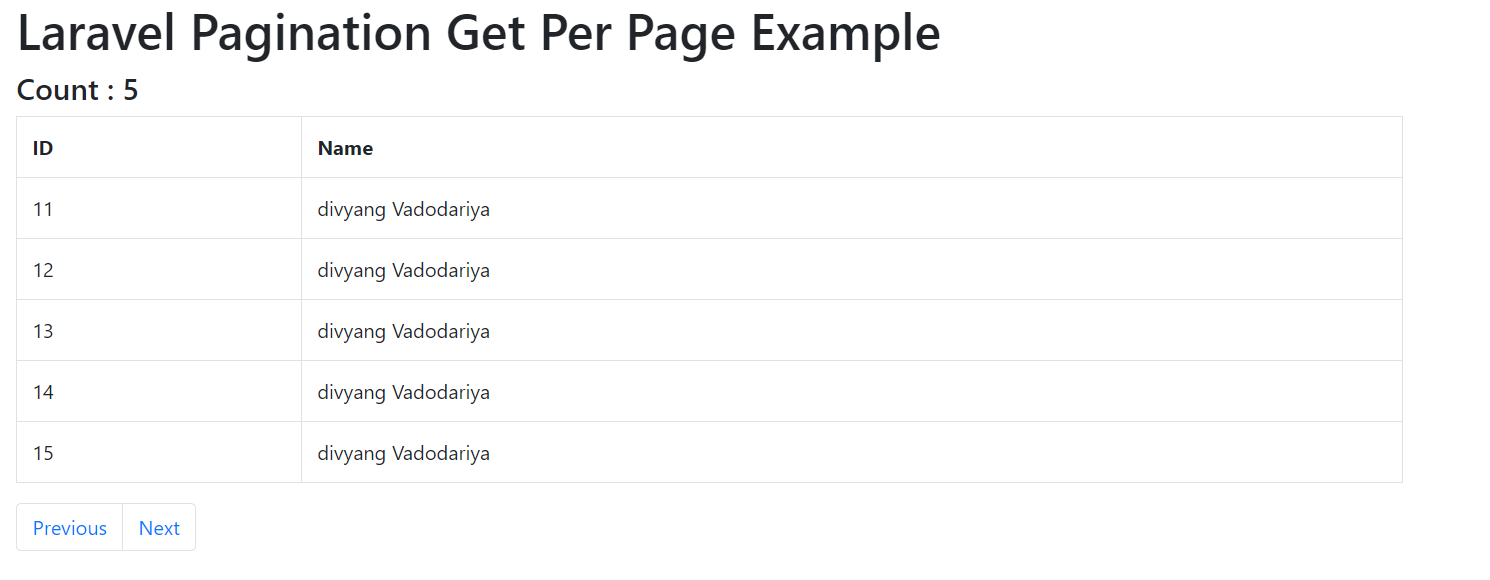 Laravel Pagination Get Per Page Example
Count : 5
ID Name
11 divyang Vadodariya
12 divyang Vadodariya
13 divyang Vadodariya
14 divyang Vadodariya
15 divyang Vadodariya
Previous Next